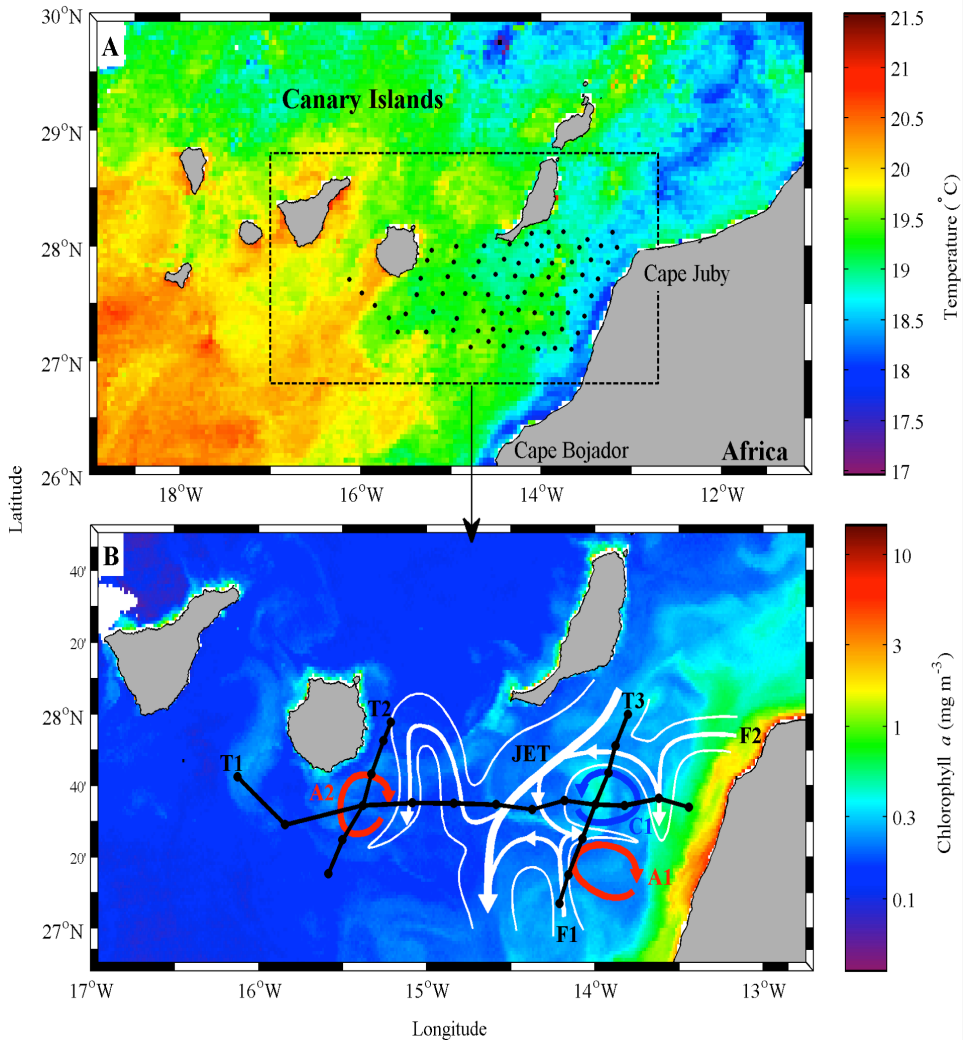 30°N
A
Canary Islands
29°N
28°N
Cape Juby
27°N
Cape Bojador
Africa
26°N
18°W
16°W
14°W
12°W
21.5
21
20.5
20
19.5
19
18.5
18
17.5
17
Temperature (°C)
Latitude
B
40'
20'
28°N
40'
20'
27°N
T1
T2
T3
JET
F2
A2
C1
A1
F1
17°W
16°W
15°W
14°W
13°W
Longitude
10
3
1
0.3
0.1
Chlorophyll a (mg m⁻³)